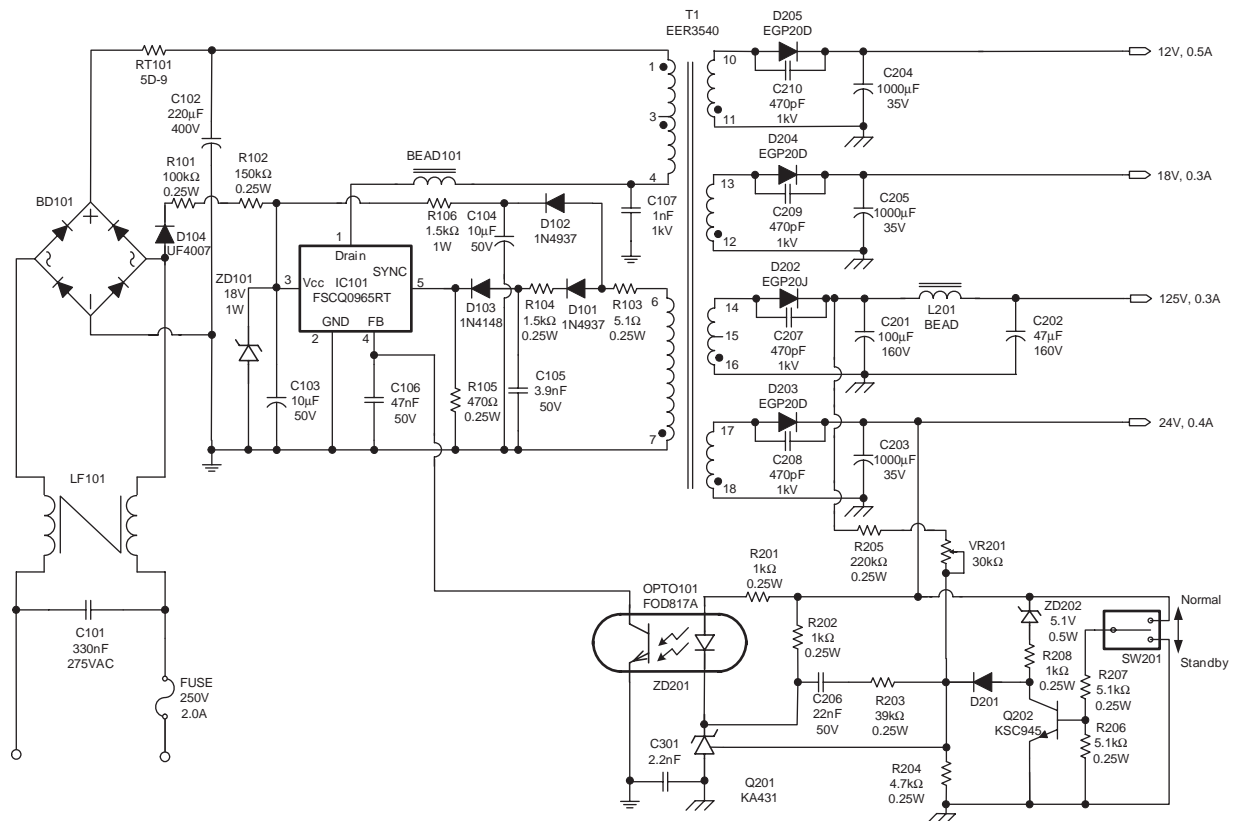 T1
EER3540
RT101
5D-9
C102
220μF
400V
R101
100kΩ
0.25W
R102
150kΩ
0.25W
BD101
D104
UF4007
BEAD101
R106
1.5kΩ
1W
C104
10μF
50V
D102
1N4937
C107
1nF
1kV
ZD101
18V
1W
1
Drain
3
Vcc
SYNC
5
IC101
FSCQ0965RT
GND
FB
2
4
D103
1N4148
R104
1.5kΩ
0.25W
D101
1N4937
R103
5.1Ω
0.25W
C103
10μF
50V
C106
47nF
50V
R105
470Ω
0.25W
C105
3.9nF
50V
1
3
4
6
7
10
11
13
12
14
15
16
17
18
D205
EGP20D
C210
470pF
1kV
C204
1000μF
35V
12V, 0.5A
D204
EGP20D
C209
470pF
1kV
C205
1000μF
35V
18V, 0.3A
D202
EGP20J
C207
470pF
1kV
C201
100μF
160V
L201
BEAD
C202
47μF
160V
125V, 0.3A
D203
EGP20D
C208
470pF
1kV
C203
1000μF
35V
24V, 0.4A
LF101
C101
330nF
275VAC
FUSE
250V
2.0A
OPTO101
FOD817A
R201
1kΩ
0.25W
R205
220kΩ
0.25W
VR201
30kΩ
R202
1kΩ
0.25W
ZD201
C206
22nF
50V
R203
39kΩ
0.25W
D201
ZD202
5.1V
0.5W
R208
1kΩ
0.25W
Q202
KSC945
R207
5.1kΩ
0.25W
R206
5.1kΩ
0.25W
SW201
Normal
Standby
C301
2.2nF
Q201
KA431
R204
4.7kΩ
0.25W